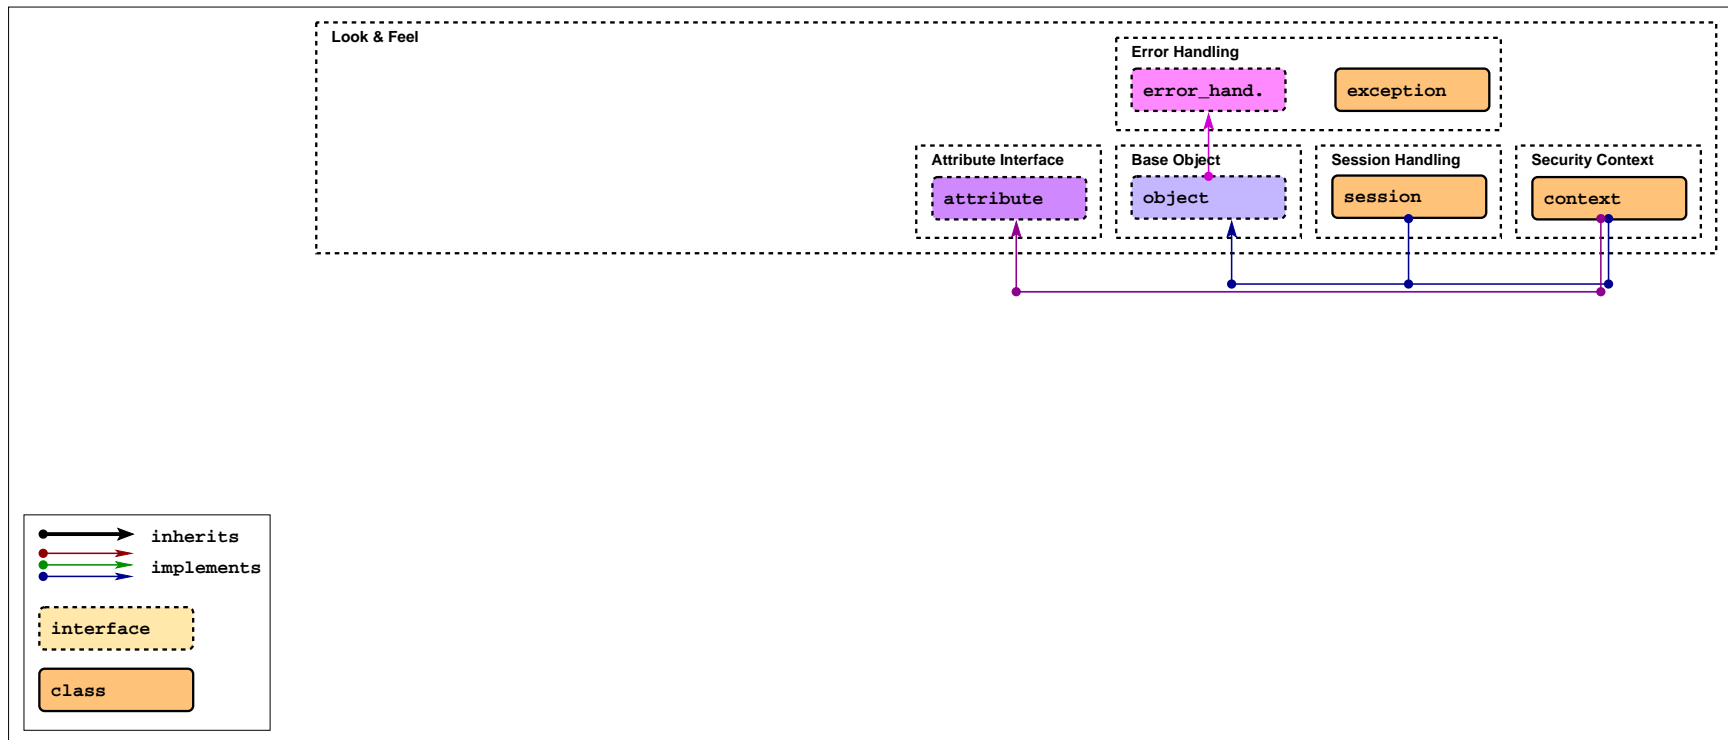 Look & Feel
Error Handling
error_hand.
exception
Attribute Interface
Base Object
Session Handling
Security Context
attribute
object
session
context
inherits
implements
interface
class